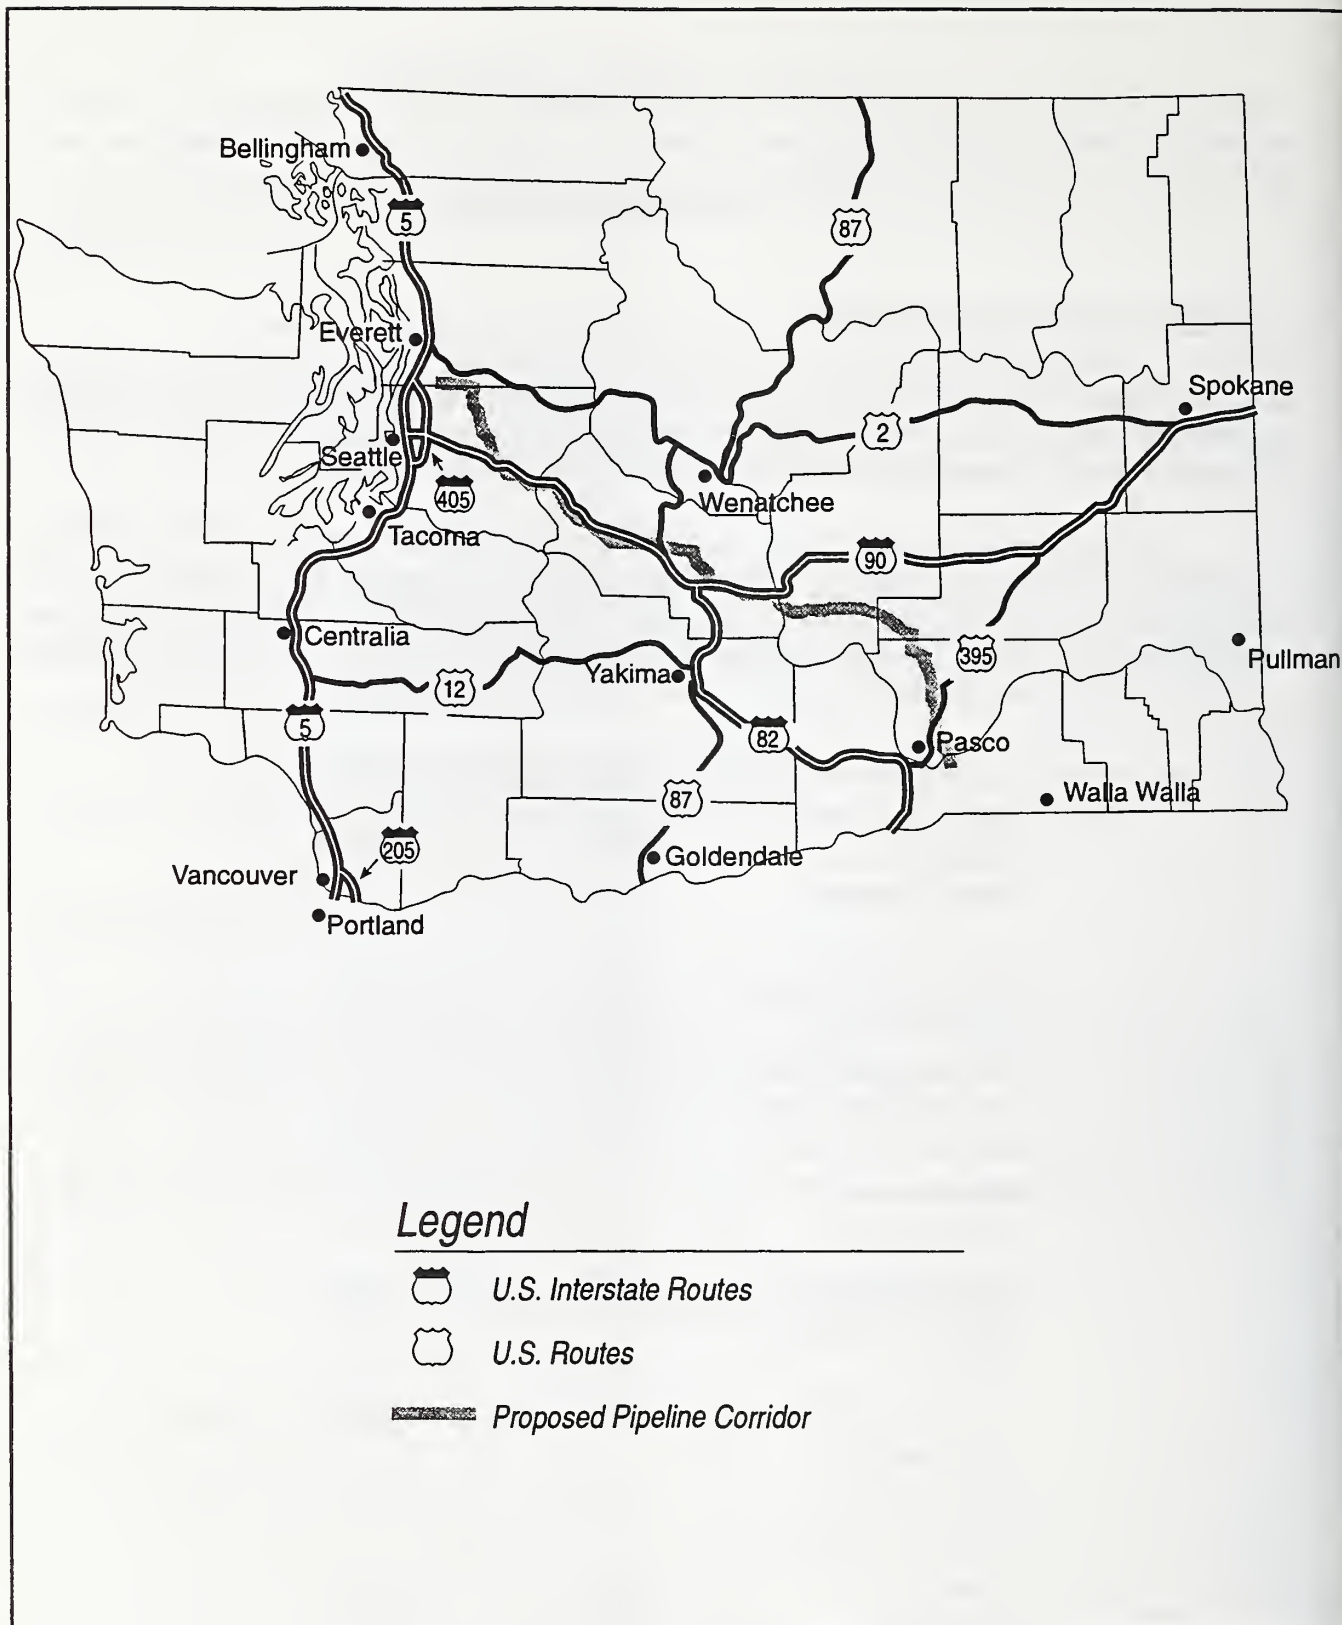 Bellingham
5
87
Everett
Spokane
2
Seattle
405
Wenatchee
Tacoma
90
Centralia
395
Pullman
Yakima
12
5
82
Pasco
87
Walla Walla
205
Goldendale
Vancouver
Portland
Legend
U.S. Interstate Routes
U.S. Routes
Proposed Pipeline Corridor